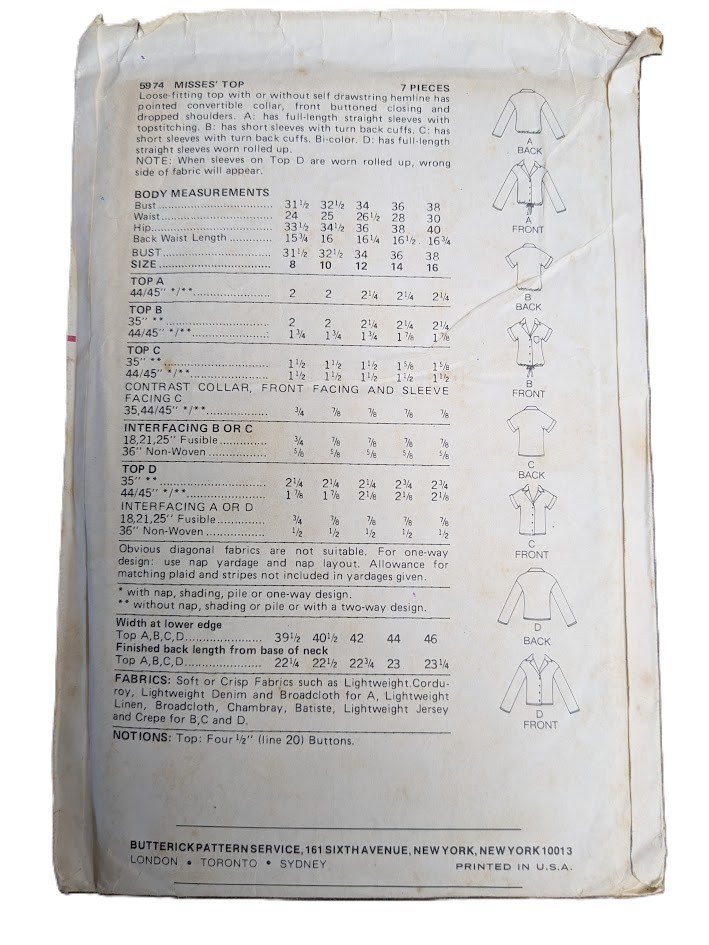 5974 MISSES' TOP 7 PIECES
Loose-fitting top with or without self drawstring hemline has
pointed convertible collar, front buttoned closing and
dropped shoulders. A: has full-length straight sleeves with
topstitching. B: has short sleeves with turn back cuffs. C: has
short sleeves with turn back cuffs. Bi-color. D: has full-length
straight sleeves worn rolled up.
NOTE: When sleeves on Top D are worn rolled up, wrong
side of fabric will appear.
BODY MEASUREMENTS
Bust 31½ 32½ 34 36 38
Waist 24 25 26½ 28 30
Hip 33½ 34½ 36 38 40
Back Waist Length 15¾ 16 16¼ 16½ 16¾
BUST 31½ 32½ 34 36 38
SIZE 8 10 12 14 16
TOP A
44/45" */** 2 2 2¼ 2¼ 2¼
TOP B
35" ** 2 2 2¼ 2¼ 2¼
44/45" */** 1¾ 1¾ 1¾ 1⅞ 1⅞
TOP C
35" ** 1½ 1½ 1½ 1⅝ 1⅝
44/45" */** 1½ 1½ 1½ 1½ 1½
CONTRAST COLLAR, FRONT FACING AND SLEEVE
FACING C
35,44/45" */** ¾ ⅞ ⅞ ⅞ ⅞
INTERFACING B OR C
18,21,25" Fusible ¾ ⅞ ⅞ ⅞ ⅞
36" Non-Woven ⅝ ⅝ ⅝ ⅝ ⅝
TOP D
35" ** 2¼ 2¼ 2¼ 2¾ 2¾
44/45" */** 1⅞ 1⅞ 2⅛ 2⅛ 2⅛
INTERFACING A OR D
18,21,25" Fusible ¾ ⅞ ⅞ ⅞ ⅞
36" Non-Woven ½ ½ ½ ½ ½
Obvious diagonal fabrics are not suitable. For one-way
design: use nap yardage and nap layout. Allowance for
matching plaid and stripes not included in yardages given.
* with nap, shading, pile or one-way design.
** without nap, shading or pile or with a two-way design.
Width at lower edge
Top A,B,C,D 39½ 40½ 42 44 46
Finished back length from base of neck
Top A,B,C,D 22¼ 22½ 22¾ 23 23¼
FABRICS: Soft or Crisp Fabrics such as Lightweight Cordu-
roy, Lightweight Denim and Broadcloth for A, Lightweight
Linen, Broadcloth, Chambray, Batiste, Lightweight Jersey
and Crepe for B,C and D.
NOTIONS: Top: Four ½" (line 20) Buttons.
A
BACK
A
FRONT
B
BACK
B
FRONT
C
BACK
C
FRONT
D
BACK
D
FRONT
BUTTERICK PATTERN SERVICE, 161 SIXTH AVENUE, NEW YORK, NEW YORK 10013
LONDON • TORONTO • SYDNEY PRINTED IN U.S.A.